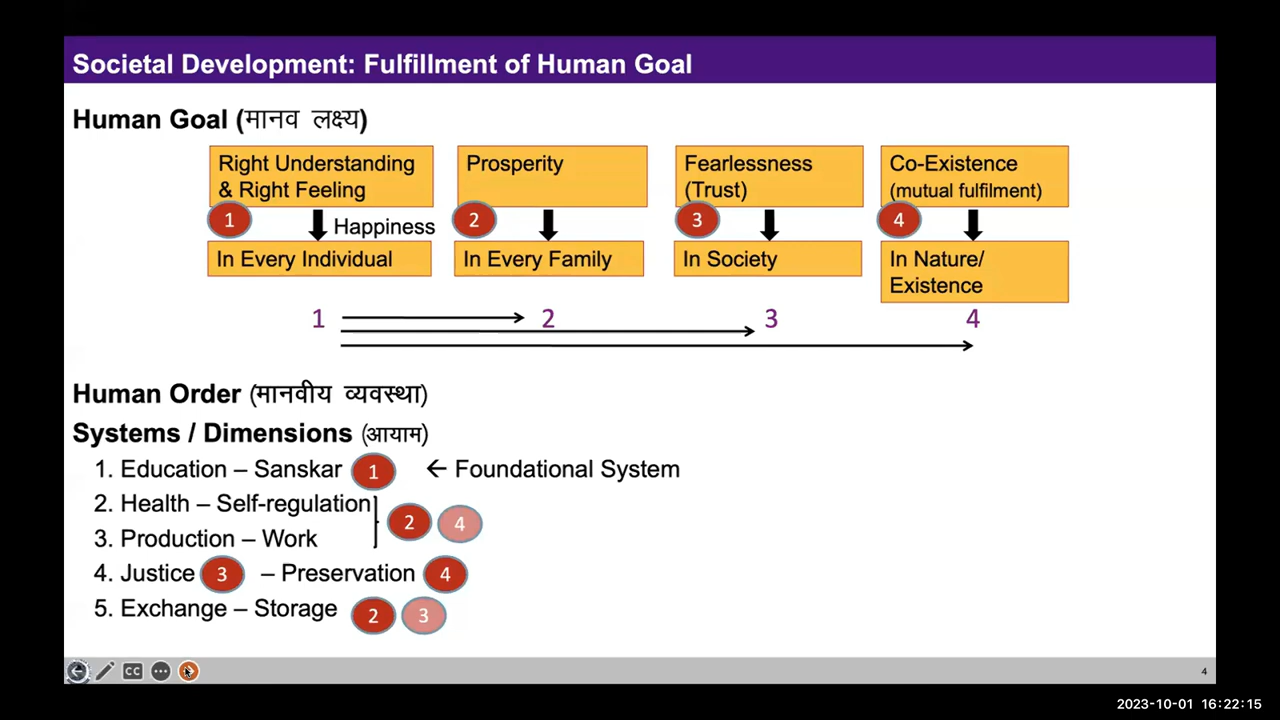 Societal Development: Fulfillment of Human Goal
Human Goal (मानव लक्ष्य)
Right Understanding
& Right Feeling
Prosperity
Fearlessness
(Trust)
Co-Existence
(mutual fulfilment)
1
Happiness
2
3
4
In Every Individual
In Every Family
In Society
In Nature/
Existence
1 2 3 4
Human Order (मानवीय व्यवस्था)
Systems / Dimensions (आयाम)
1. Education – Sanskar 1 ← Foundational System
2. Health – Self-regulation
3. Production – Work
2 4
4. Justice 3 – Preservation 4
5. Exchange – Storage 2 3
CC
4
2023-10-01 16:22:15